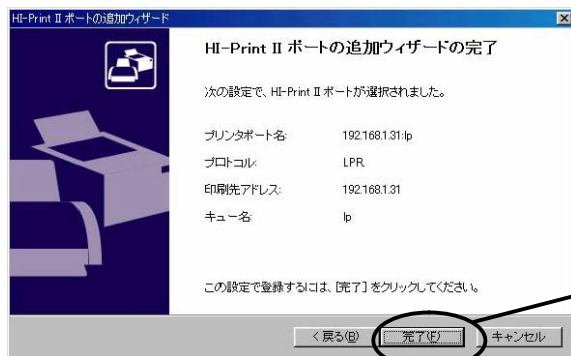 HI-Print II ポートの追加ウィザード
HI-Print II ポートの追加ウィザードの完了
次の設定で、HI-Print II ポートが選択されました。
プリンタポート名: 192.168.1.31:lp
プロトコル: LPR
印刷先アドレス: 192.168.1.31
キュー名: lp
この設定で登録するには、[完了] をクリックしてください。
< 戻る(B) 完了(F) キャンセル